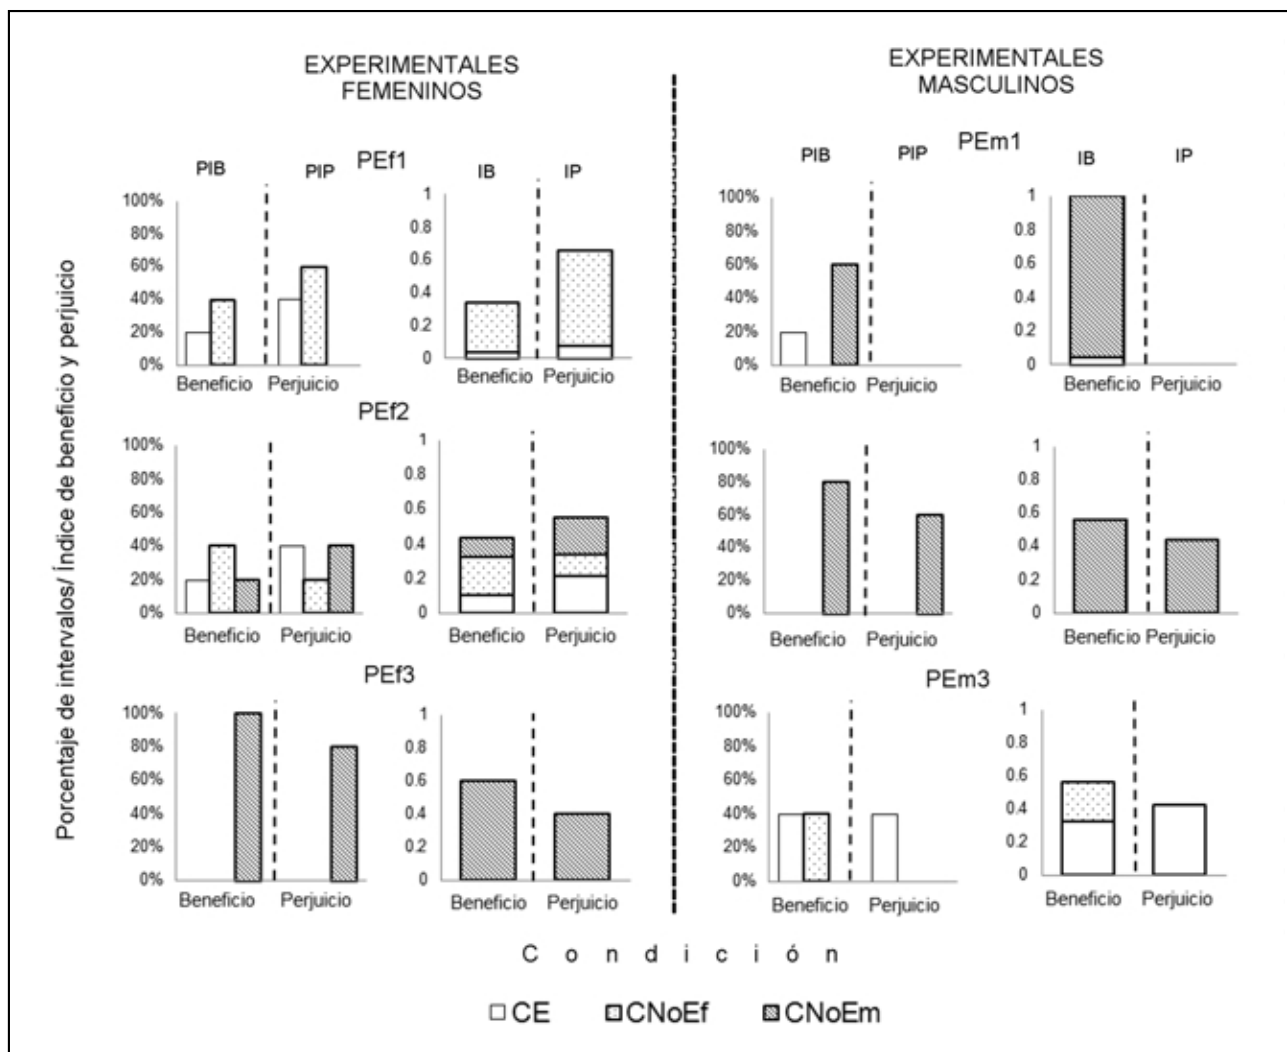 EXPERIMENTALES
FEMENINOS
EXPERIMENTALES
MASCULINOS
Porcentaje de intervalos/ Índice de beneficio y perjuicio
PEf1
PIB
PIP
IB
IP
100%
80%
60%
40%
20%
0%
Beneficio
Perjuicio
1
0.8
0.6
0.4
0.2
0
Beneficio
Perjuicio
PEm1
PIB
PIP
IB
IP
100%
80%
60%
40%
20%
0%
Beneficio
Perjuicio
1
0.8
0.6
0.4
0.2
0
Beneficio
Perjuicio
PEf2
100%
80%
60%
40%
20%
0%
Beneficio
Perjuicio
1
0.8
0.6
0.4
0.2
0
Beneficio
Perjuicio
100%
80%
60%
40%
20%
0%
Beneficio
Perjuicio
1
0.8
0.6
0.4
0.2
0
Beneficio
Perjuicio
PEf3
100%
80%
60%
40%
20%
0%
Beneficio
Perjuicio
1
0.8
0.6
0.4
0.2
0
Beneficio
Perjuicio
PEm3
100%
80%
60%
40%
20%
0%
Beneficio
Perjuicio
1
0.8
0.6
0.4
0.2
0
Beneficio
Perjuicio
C o n d i c i ó n
CE
CNoEf
CNoEm